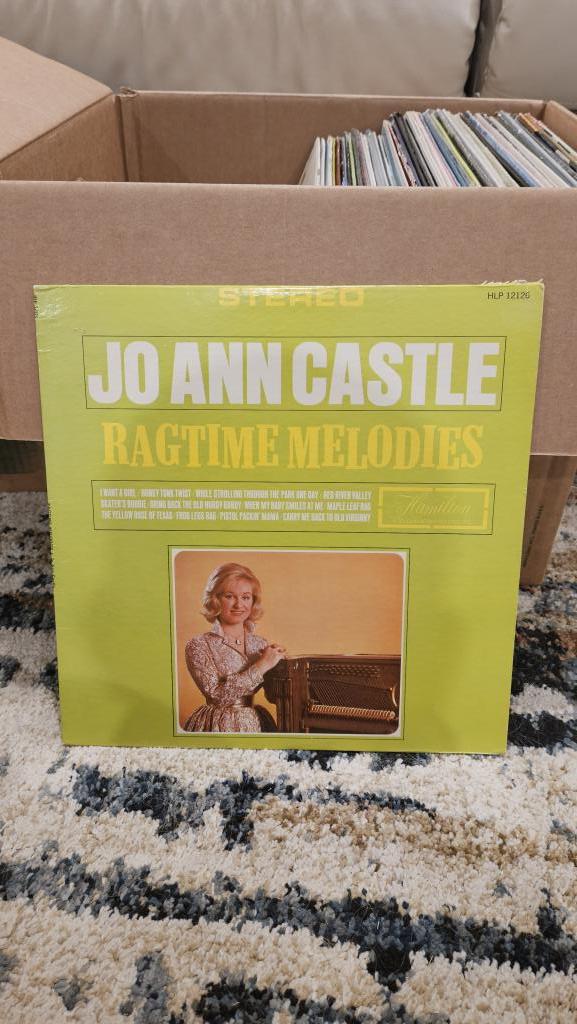 STEREO
HLP 12126
JO ANN CASTLE
RAGTIME MELODIES
I WANT A GIRL · HONKY TONK TWIST · WHILE STROLLING THROUGH THE PARK ONE DAY · RED RIVER VALLEY
SKATER'S BOOGIE · BRING BACK THE OLD HURDY GURDY · WHEN MY BABY SMILES AT ME · MAPLE LEAF RAG
THE YELLOW ROSE OF TEXAS · FROG LEGS RAG · PISTOL PACKIN' MAMA · CARRY ME BACK TO OLD VIRGINNY
Hamilton